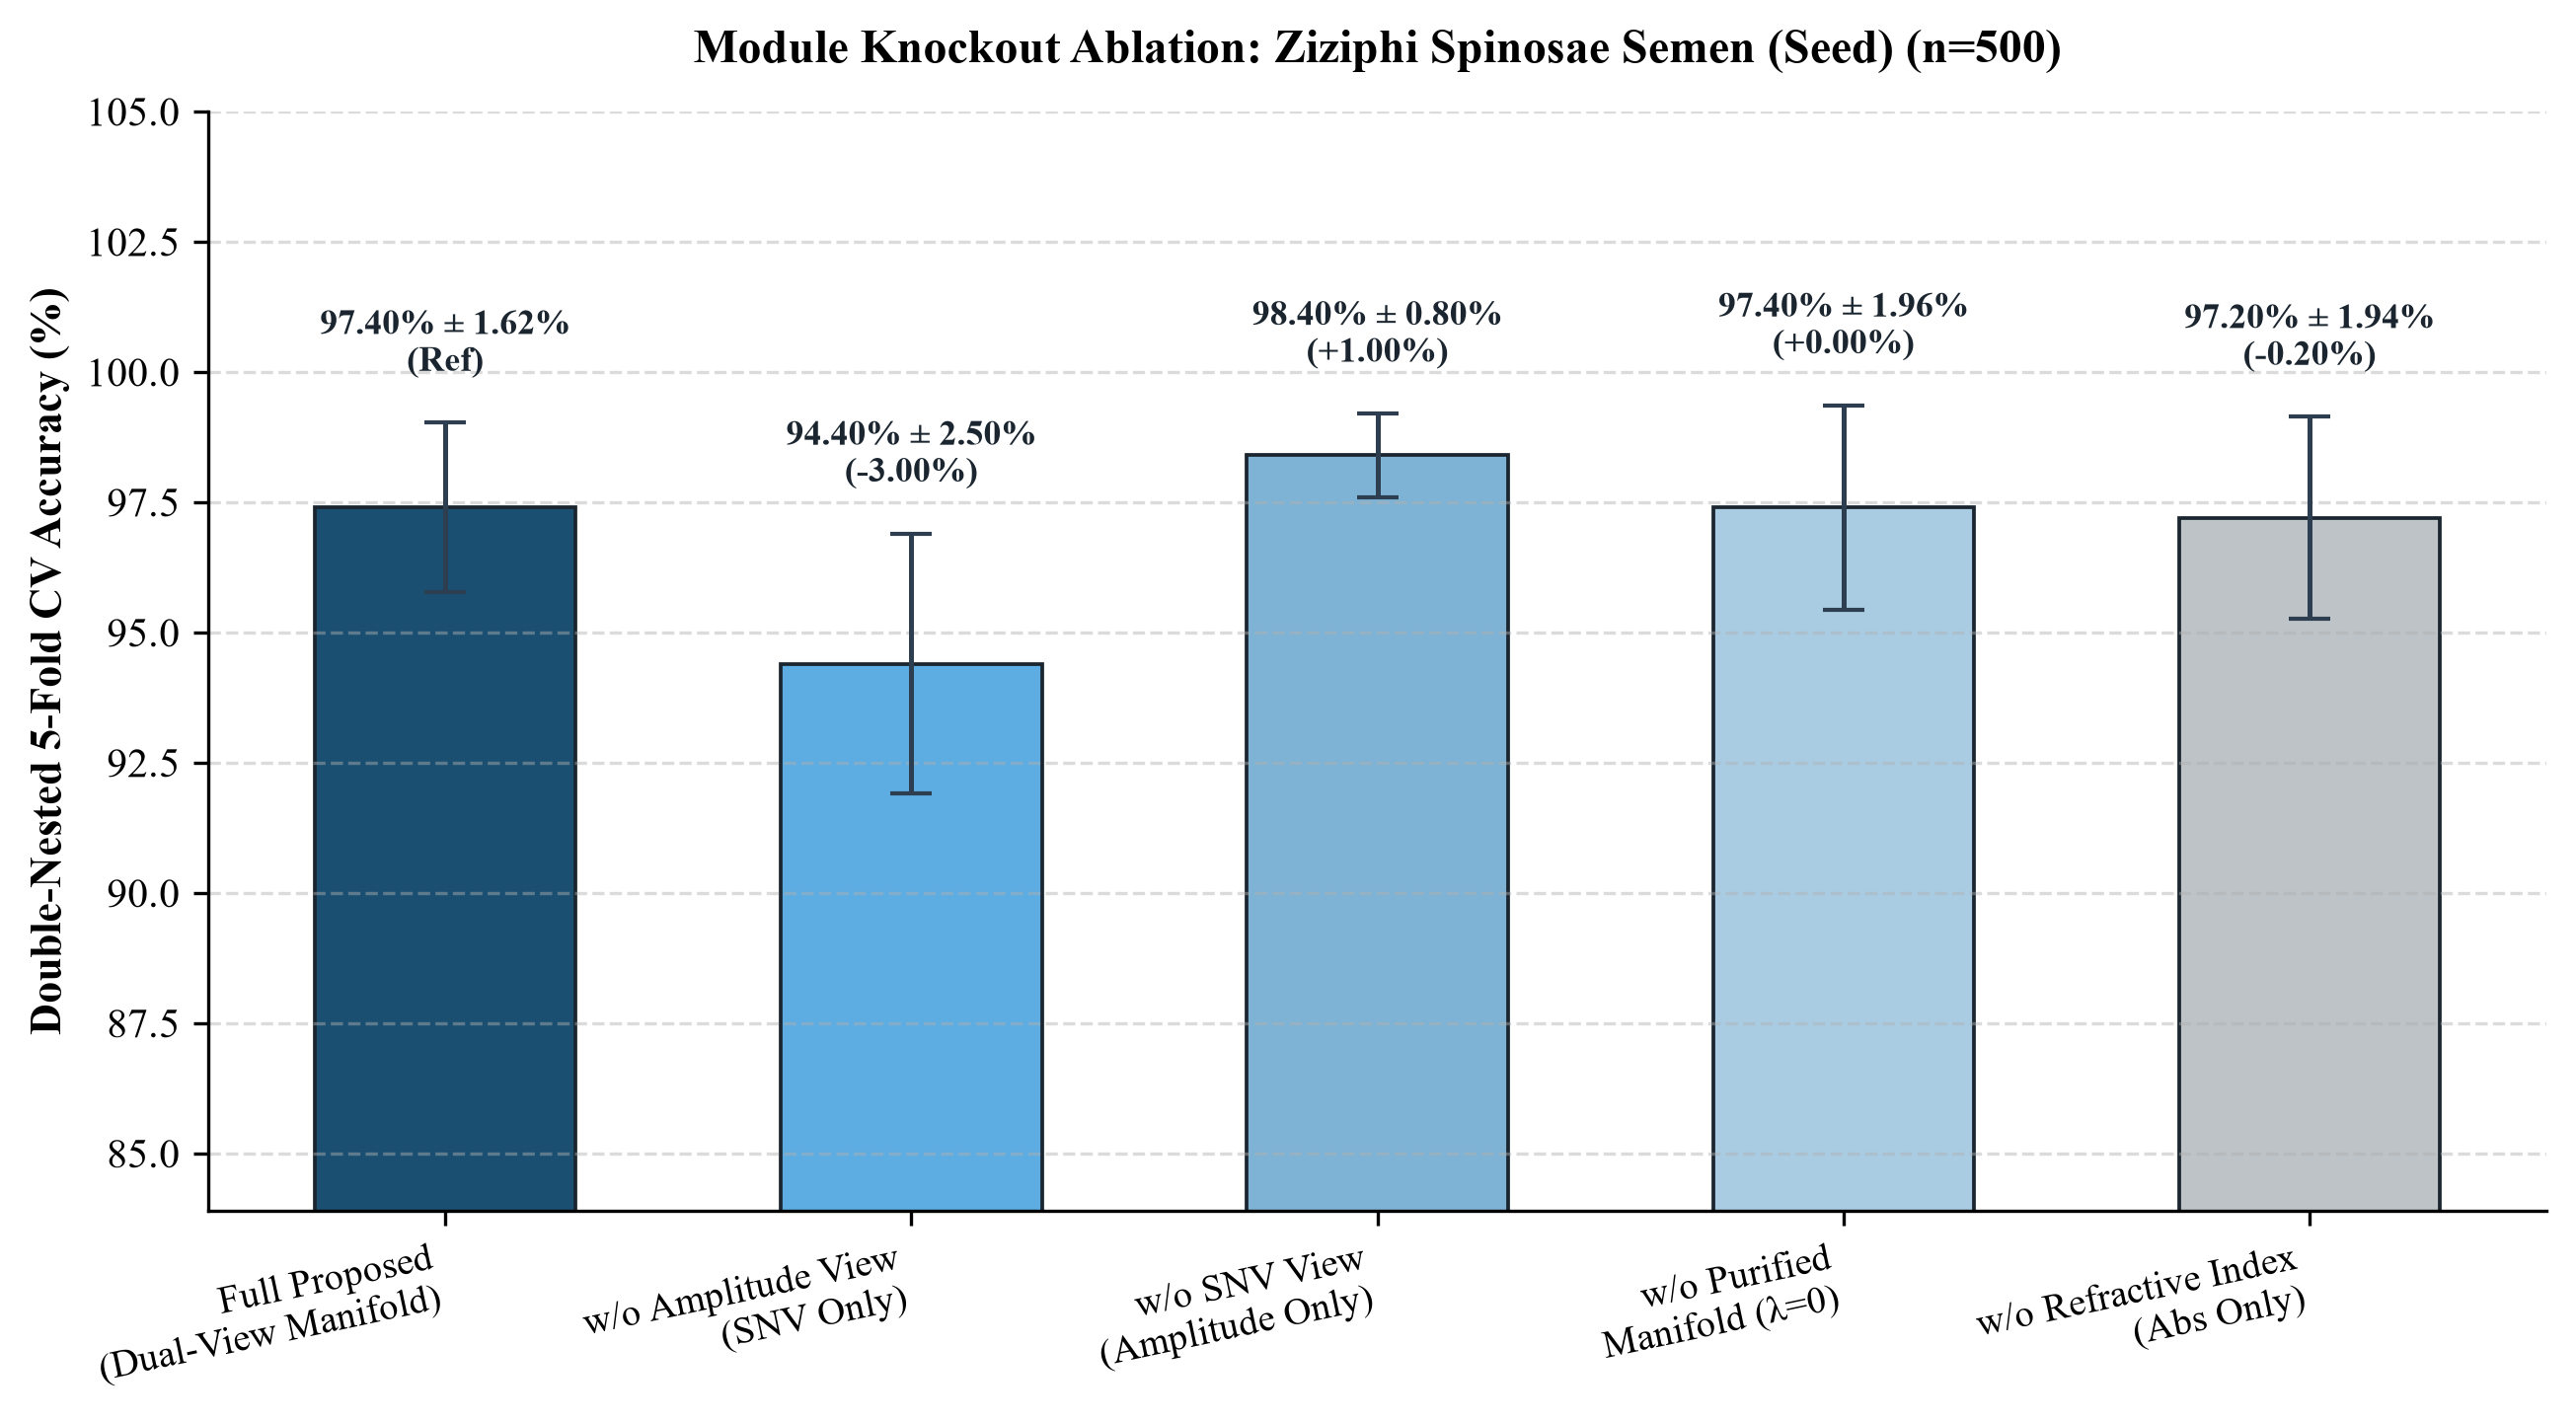 Module Knockout Ablation: Ziziphi Spinosae Semen (Seed) (n=500)
Double-Nested 5-Fold CV Accuracy (%)
105.0
102.5
100.0
97.5
95.0
92.5
90.0
87.5
85.0
97.40% ± 1.62%
(Ref)
94.40% ± 2.50%
(-3.00%)
98.40% ± 0.80%
(+1.00%)
97.40% ± 1.96%
(+0.00%)
97.20% ± 1.94%
(-0.20%)
Full Proposed
(Dual-View Manifold)
w/o Amplitude View
(SNV Only)
w/o SNV View
(Amplitude Only)
w/o Purified
Manifold (λ=0)
w/o Refractive Index
(Abs Only)